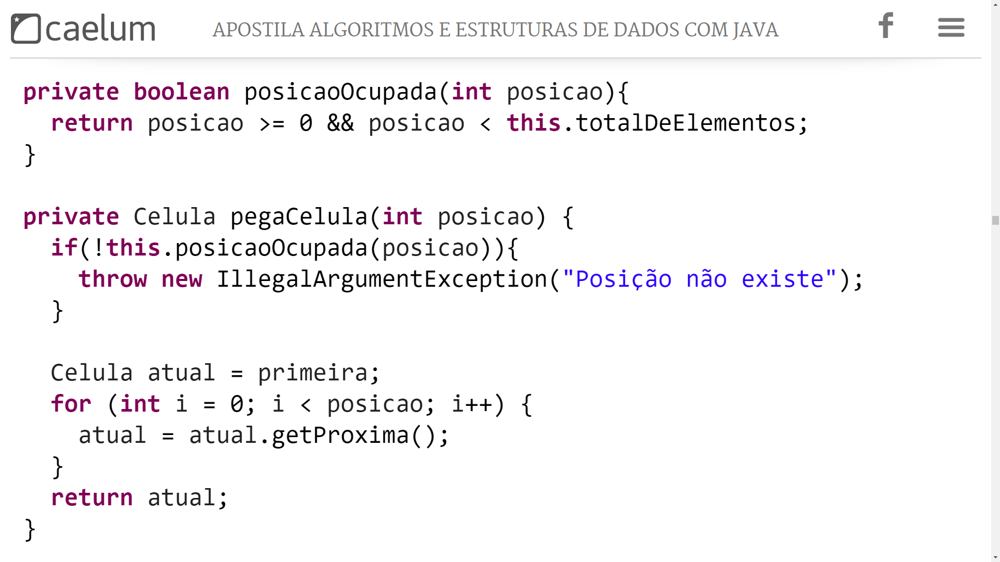 caelum APOSTILA ALGORITMOS E ESTRUTURAS DE DADOS COM JAVA f
private boolean posicaoOcupada(int posicao){
  return posicao >= 0 && posicao < this.totalDeElementos;
}

private Celula pegaCelula(int posicao) {
  if(!this.posicaoOcupada(posicao)){
    throw new IllegalArgumentException("Posição não existe");
  }

  Celula atual = primeira;
  for (int i = 0; i < posicao; i++) {
    atual = atual.getProxima();
  }
  return atual;
}